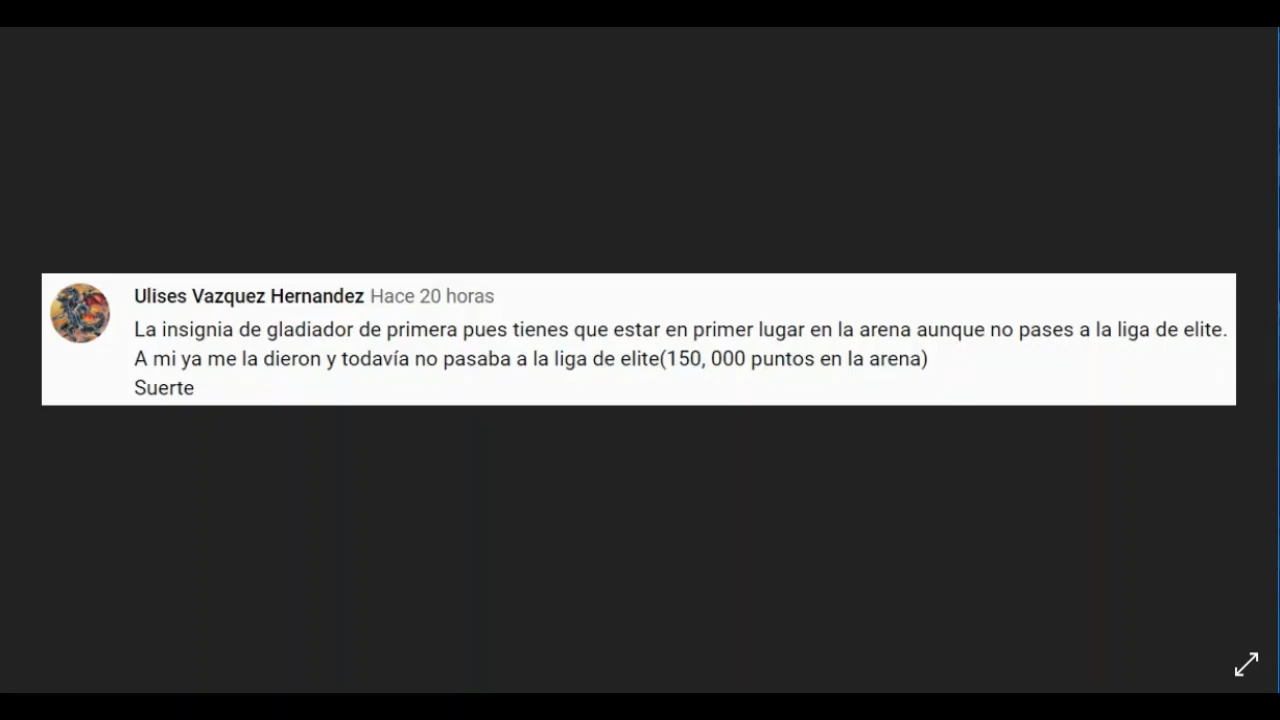 Ulises Vazquez Hernandez Hace 20 horas
La insignia de gladiador de primera pues tienes que estar en primer lugar en la arena aunque no pases a la liga de elite.
A mi ya me la dieron y todavía no pasaba a la liga de elite(150, 000 puntos en la arena)
Suerte